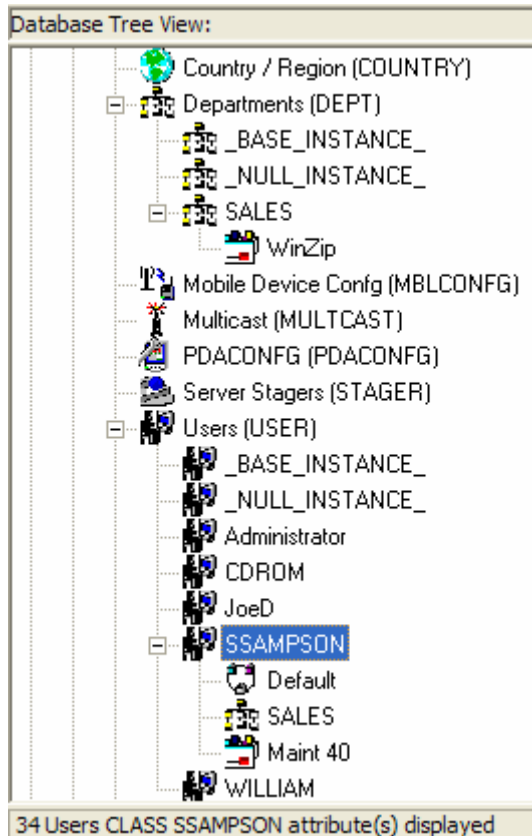 Database Tree View:
Country / Region (COUNTRY)
Departments (DEPT)
_BASE_INSTANCE_
_NULL_INSTANCE_
SALES
WinZip
Mobile Device Confg (MBLCONFG)
Multicast (MULTCAST)
PDACONFG (PDACONFG)
Server Stagers (STAGER)
Users (USER)
_BASE_INSTANCE_
_NULL_INSTANCE_
Administrator
CDROM
JoeD
SSAMPSON
Default
SALES
Maint 40
WILLIAM
34 Users CLASS SSAMPSON attribute(s) displayed